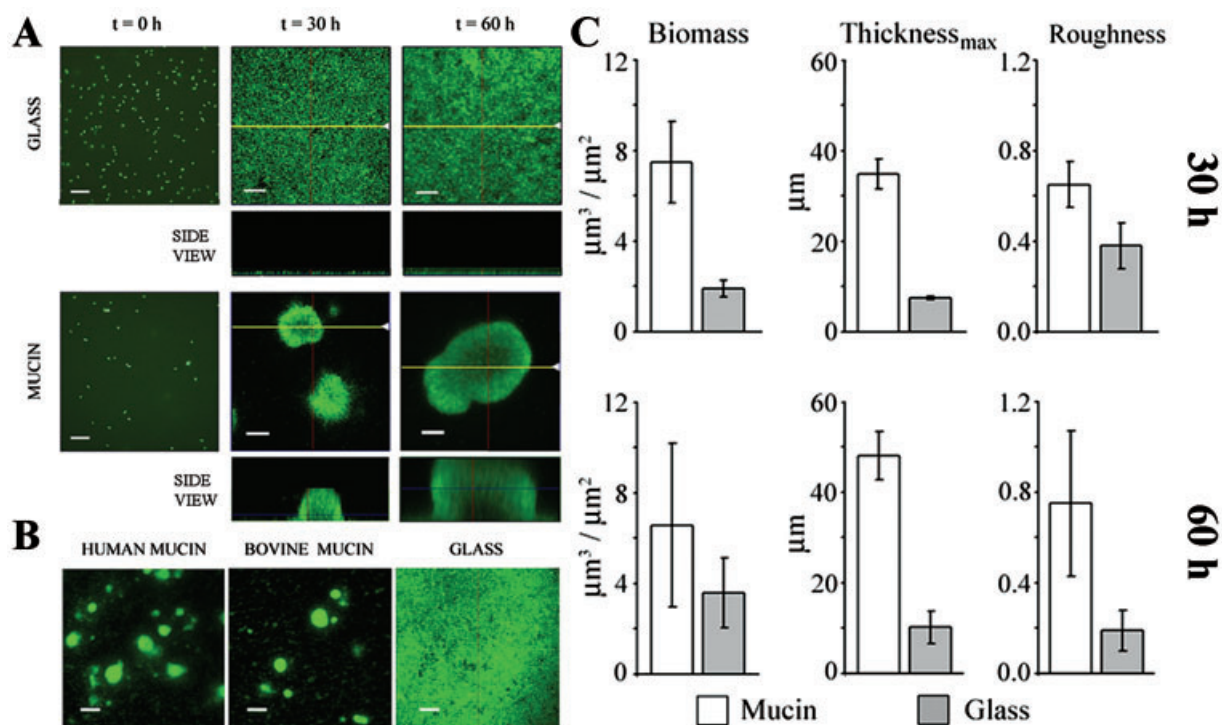 A
t = 0 h
t = 30 h
t = 60 h
GLASS
SIDE
VIEW
MUCIN
SIDE
VIEW
B
HUMAN MUCIN
BOVINE MUCIN
GLASS
C
Biomass
Thicknessmax
Roughness
12
8
4
0
µm³ / µm²
60
40
20
0
µm
1.2
0.8
0.4
0.0
30 h
12
8
4
0
µm³ / µm²
60
40
20
0
µm
1.2
0.8
0.4
0.0
60 h
Mucin
Glass